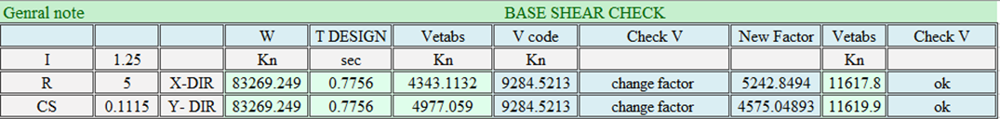 Genral note BASE SHEAR CHECK
W T DESIGN Vetabs V code Check V New Factor Vetabs Check V
I 1.25 Kn sec Kn Kn Kn
R 5 X-DIR 83269.249 0.7756 4343.1132 9284.5213 change factor 5242.8494 11617.8 ok
CS 0.1115 Y- DIR 83269.249 0.7756 4977.059 9284.5213 change factor 4575.04893 11619.9 ok